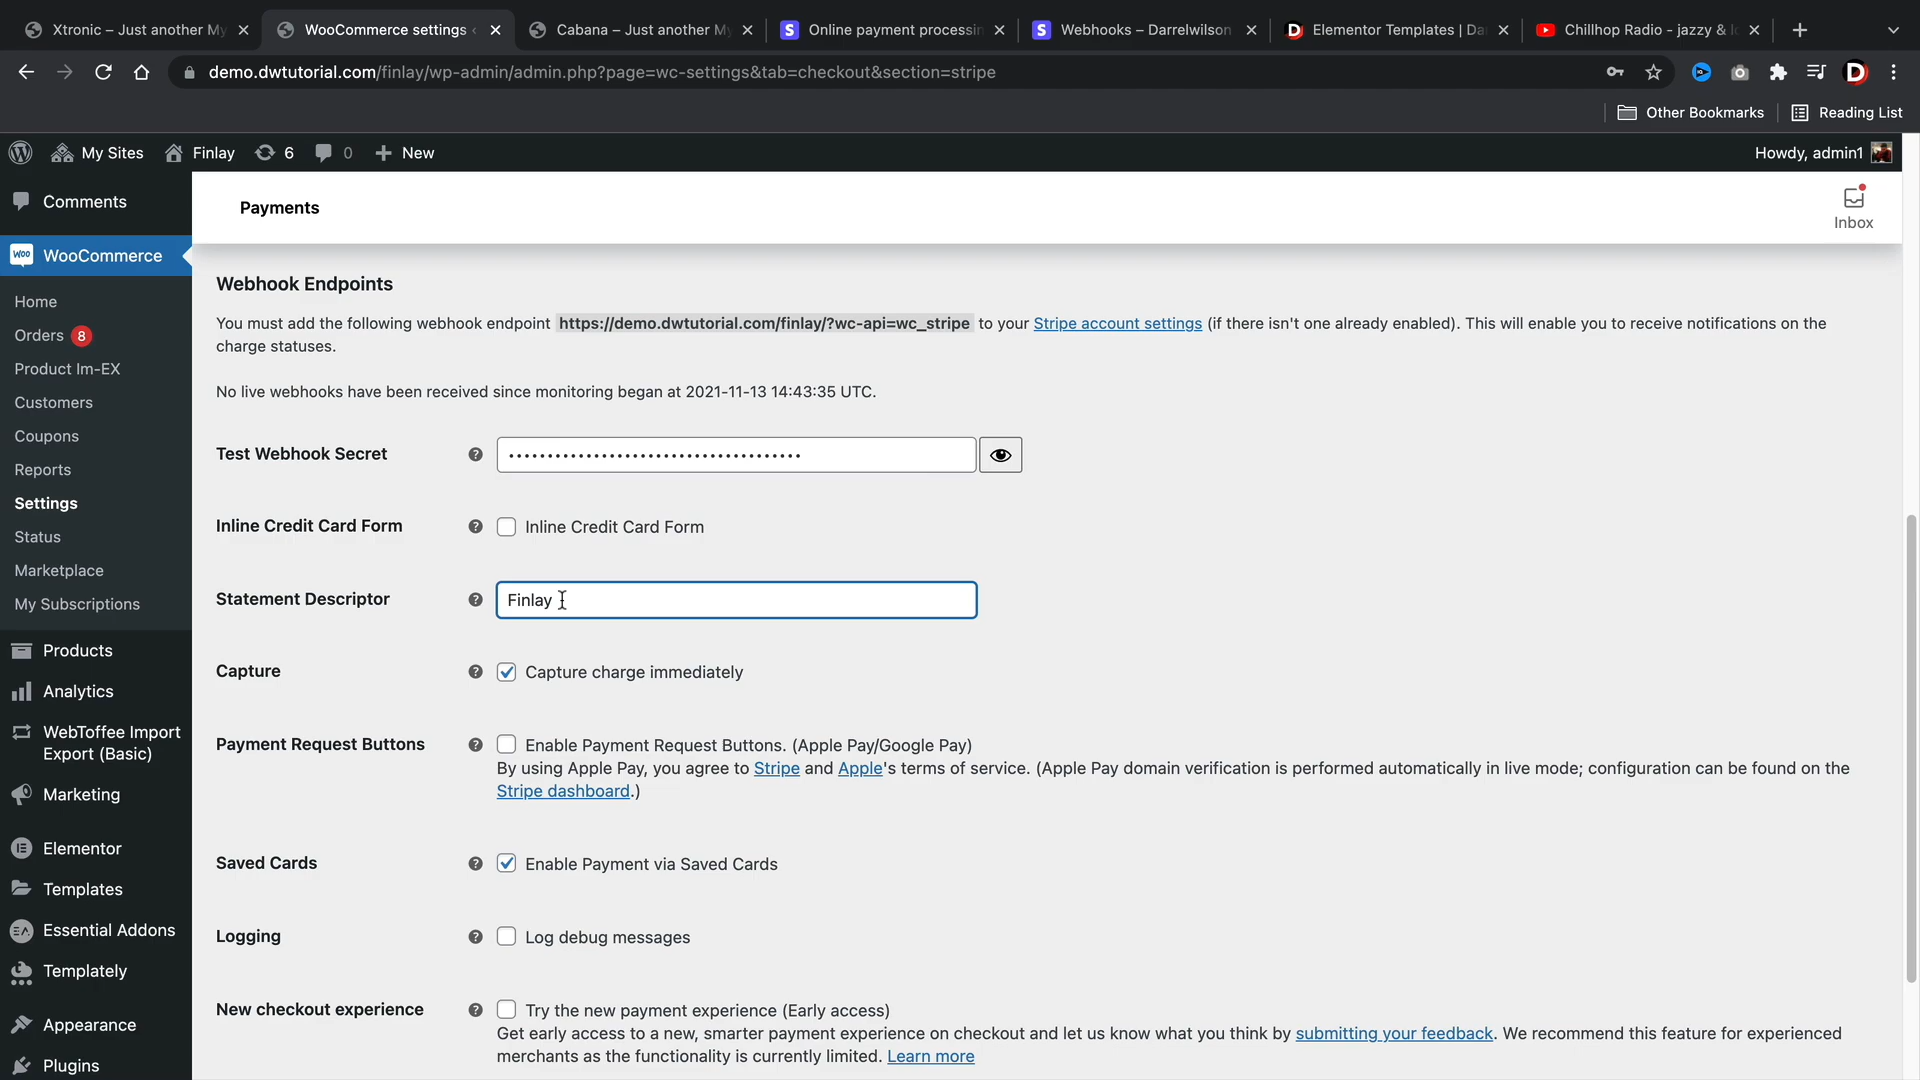 Xtronic – Just another My
WooCommerce settings ‹
Cabana – Just another My
Online payment processin
Webhooks – Darrelwilson
Elementor Templates | Da
Chillhop Radio - jazzy & lo
demo.dwtutorial.com/finlay/wp-admin/admin.php?page=wc-settings&tab=checkout&section=stripe
Other Bookmarks
Reading List
My Sites
Finlay
6
0
New
Howdy, admin1
Comments
WooCommerce
Home
Orders 8
Product Im-EX
Customers
Coupons
Reports
Settings
Status
Marketplace
My Subscriptions
Products
Analytics
WebToffee Import
Export (Basic)
Marketing
Elementor
Templates
Essential Addons
Templately
Appearance
Plugins
Payments
Inbox
Webhook Endpoints
You must add the following webhook endpoint https://demo.dwtutorial.com/finlay/?wc-api=wc_stripe to your Stripe account settings (if there isn't one already enabled). This will enable you to receive notifications on the
charge statuses.
No live webhooks have been received since monitoring began at 2021-11-13 14:43:35 UTC.
Test Webhook Secret
Inline Credit Card Form
Inline Credit Card Form
Statement Descriptor
Finlay
Capture
Capture charge immediately
Payment Request Buttons
Enable Payment Request Buttons. (Apple Pay/Google Pay)
By using Apple Pay, you agree to Stripe and Apple's terms of service. (Apple Pay domain verification is performed automatically in live mode; configuration can be found on the
Stripe dashboard.)
Saved Cards
Enable Payment via Saved Cards
Logging
Log debug messages
New checkout experience
Try the new payment experience (Early access)
Get early access to a new, smarter payment experience on checkout and let us know what you think by submitting your feedback. We recommend this feature for experienced
merchants as the functionality is currently limited. Learn more